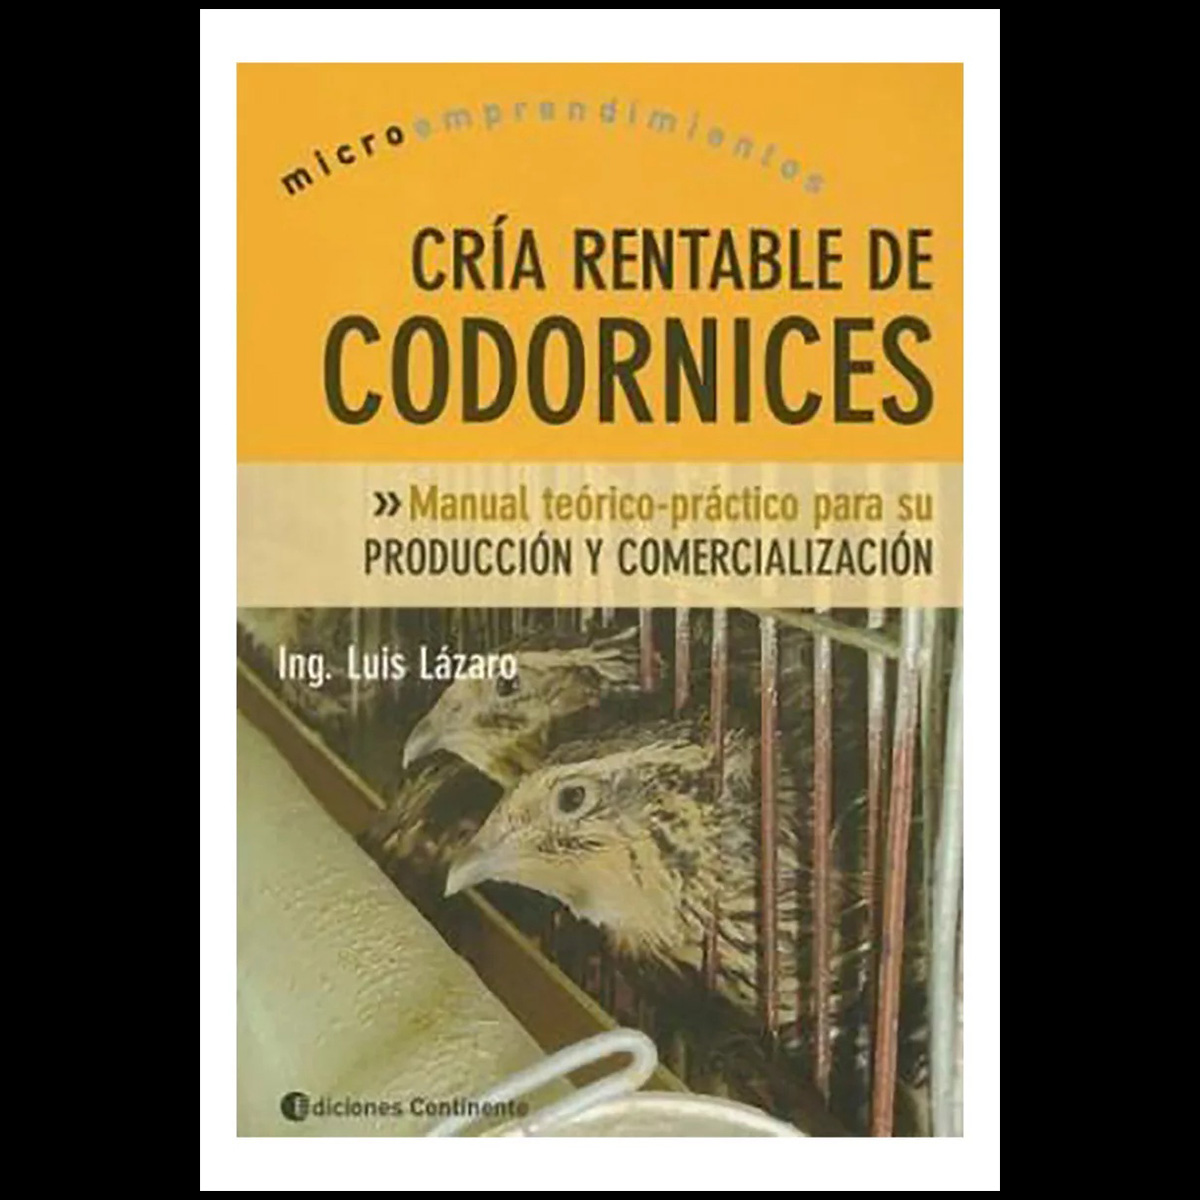 microemprendimientos
CRÍA RENTABLE DE
CODORNICES
» Manual teórico-práctico para su
PRODUCCIÓN Y COMERCIALIZACIÓN
Ing. Luis Lázaro
Ediciones Continente